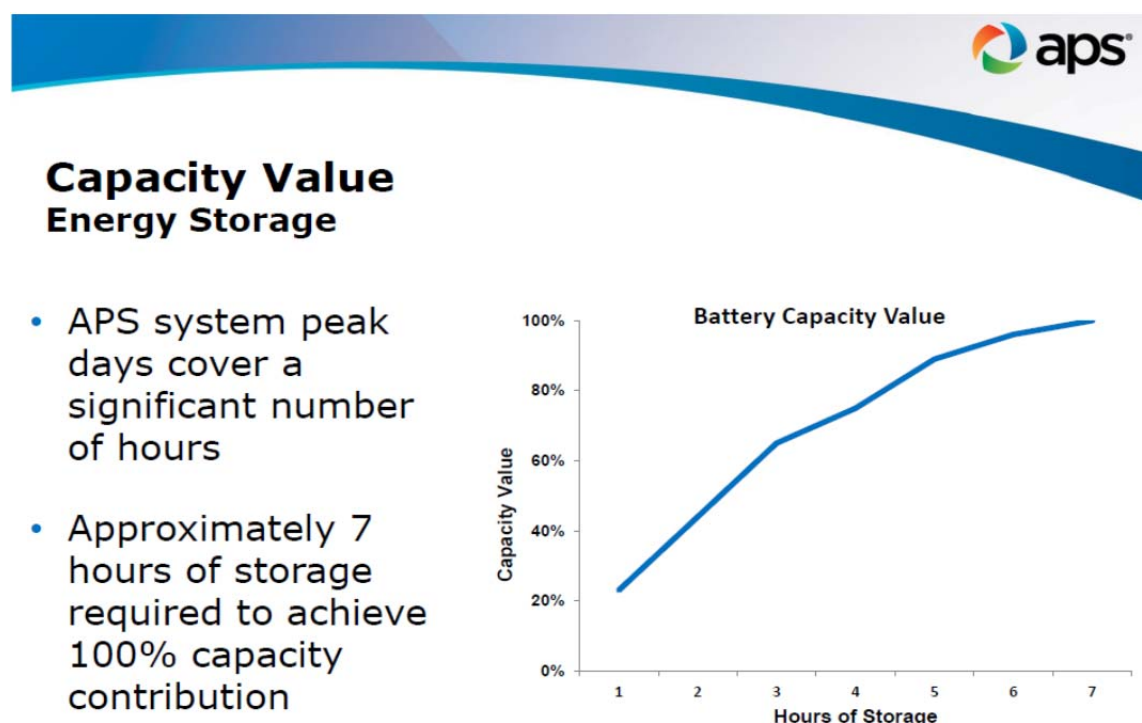 aps®
Capacity Value
Energy Storage
• APS system peak
days cover a
significant number
of hours
• Approximately 7
hours of storage
required to achieve
100% capacity
contribution
Battery Capacity Value
Capacity Value
100%
80%
60%
40%
20%
0%
1 2 3 4 5 6 7
Hours of Storage